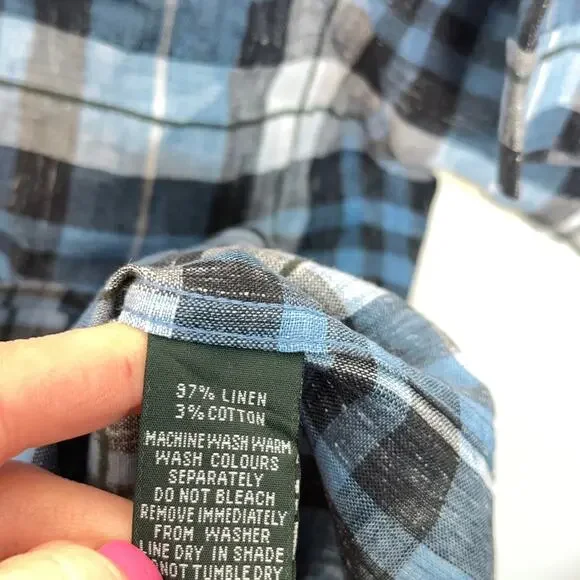 97% LINEN
3% COTTON
MACHINE WASH WARM
WASH COLOURS
SEPARATELY
DO NOT BLEACH
REMOVE IMMEDIATELY
FROM WASHER
LINE DRY IN SHADE
NOT TUMBLE DRY